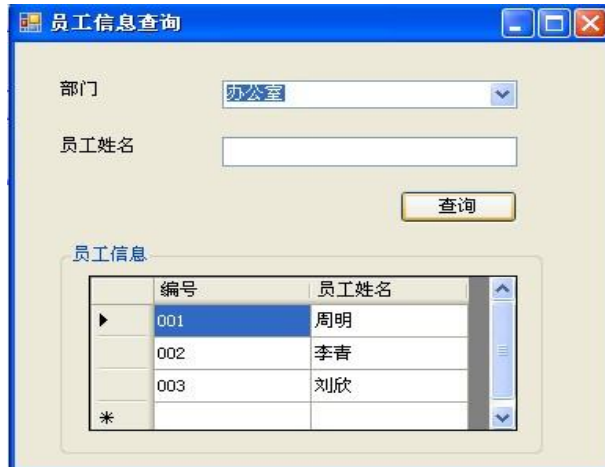 员工信息查询
部门 办公室
员工姓名
查询
员工信息
编号 员工姓名
001 周明
002 李青
003 刘欣